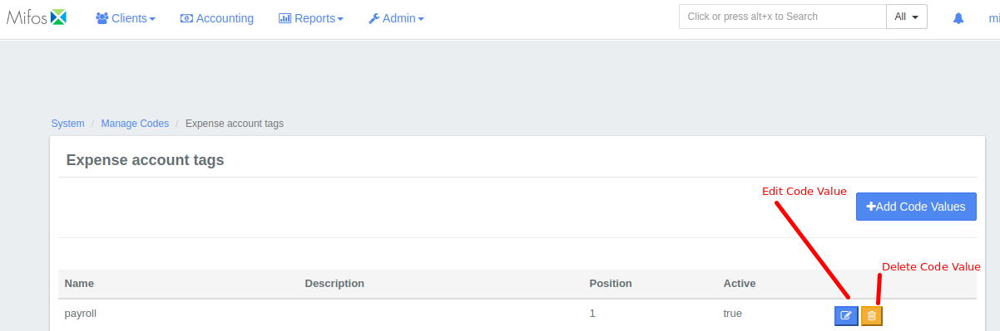 Mifos Clients Accounting Reports Admin Click or press alt+x to Search All mi
System / Manage Codes / Expense account tags
Expense account tags
Edit Code Value
Add Code Values
Delete Code Value
Name Description Position Active
payroll 1 true